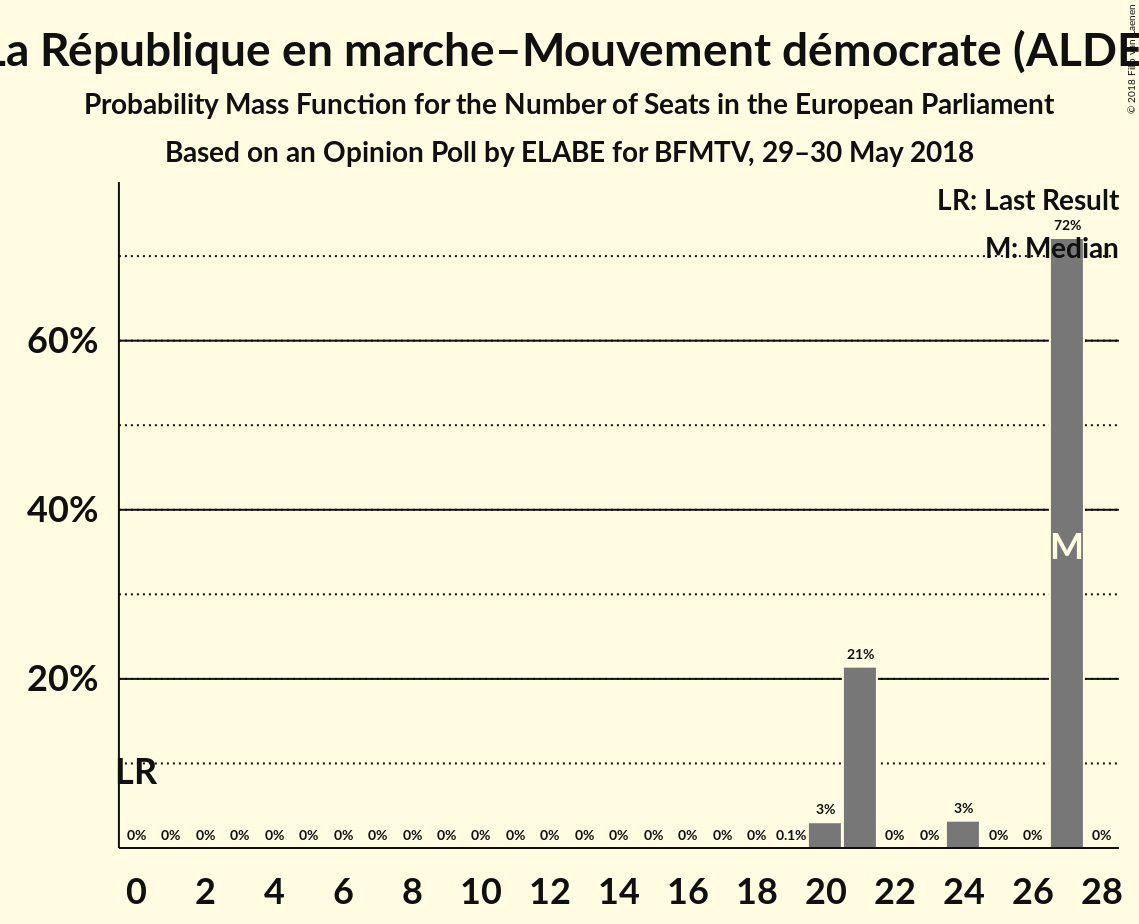 La République en marche–Mouvement démocrate (ALDE
Probability Mass Function for the Number of Seats in the European Parliament
Based on an Opinion Poll by ELABE for BFMTV, 29–30 May 2018
© 2018
LR: Last Result
72%
M: Median
60%
40%
M
21%
20%
LR
3% 3%
0% 0% 0% 0% 0% 0% 0% 0% 0% 0% 0% 0% 0% 0% 0% 0% 0% 0% 0% 0.1% 0% 0% 0% 0% 0%
0 2 4 6 8 10 12 14 16 18 20 22 24 26 28